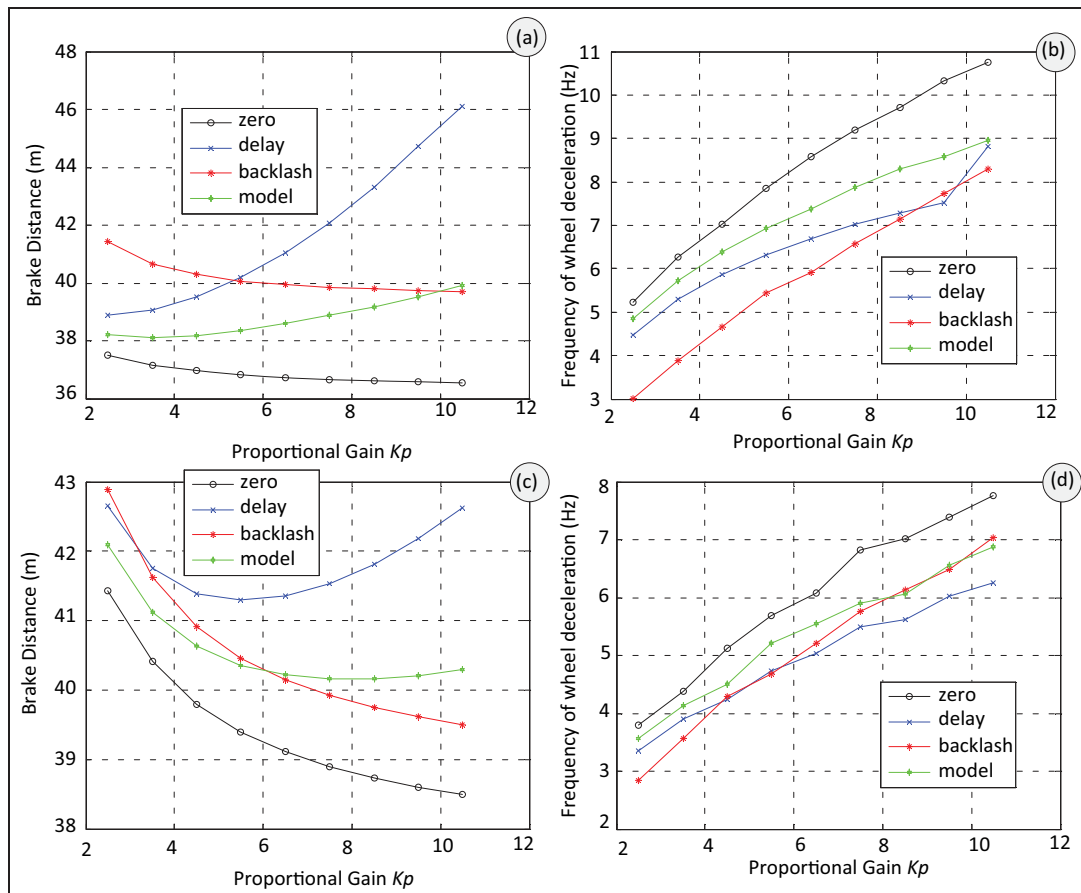 (a)
48
46
44
42
40
38
36
2 4 6 8 10 12
Brake Distance (m)
Proportional Gain Kp
zero
delay
backlash
model
(b)
11
10
9
8
7
6
5
4
3
2 4 6 8 10 12
Frequency of wheel deceleration (Hz)
Proportional Gain Kp
zero
delay
backlash
model
(c)
43
42
41
40
39
38
2 4 6 8 10 12
Brake Distance (m)
Proportional Gain Kp
zero
delay
backlash
model
(d)
8
7
6
5
4
3
2
2 4 6 8 10 12
Frequency of wheel deceleration (Hz)
Proportional Gain Kp
zero
delay
backlash
model